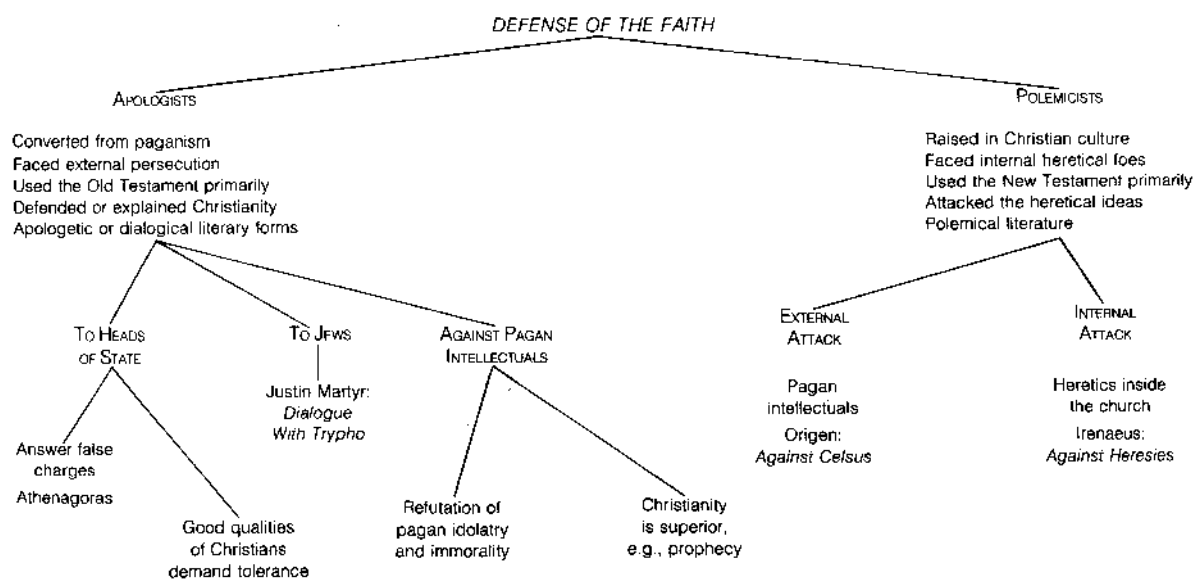 DEFENSE OF THE FAITH
APOLOGISTS
Converted from paganism
Faced external persecution
Used the Old Testament primarily
Defended or explained Christianity
Apologetic or dialogical literary forms
TO HEADS
OF STATE
Answer false
charges
Athenagoras
Good qualities
of Christians
demand tolerance
TO JEWS
Justin Martyr:
Dialogue
With Trypho
AGAINST PAGAN
INTELLECTUALS
Refutation of
pagan idolatry
and immorality
Christianity
is superior,
e.g., prophecy
POLEMICISTS
Raised in Christian culture
Faced internal heretical foes
Used the New Testament primarily
Attacked the heretical ideas
Polemical literature
EXTERNAL
ATTACK
Pagan
intellectuals
Origen:
Against Celsus
INTERNAL
ATTACK
Heretics inside
the church
Irenaeus:
Against Heresies